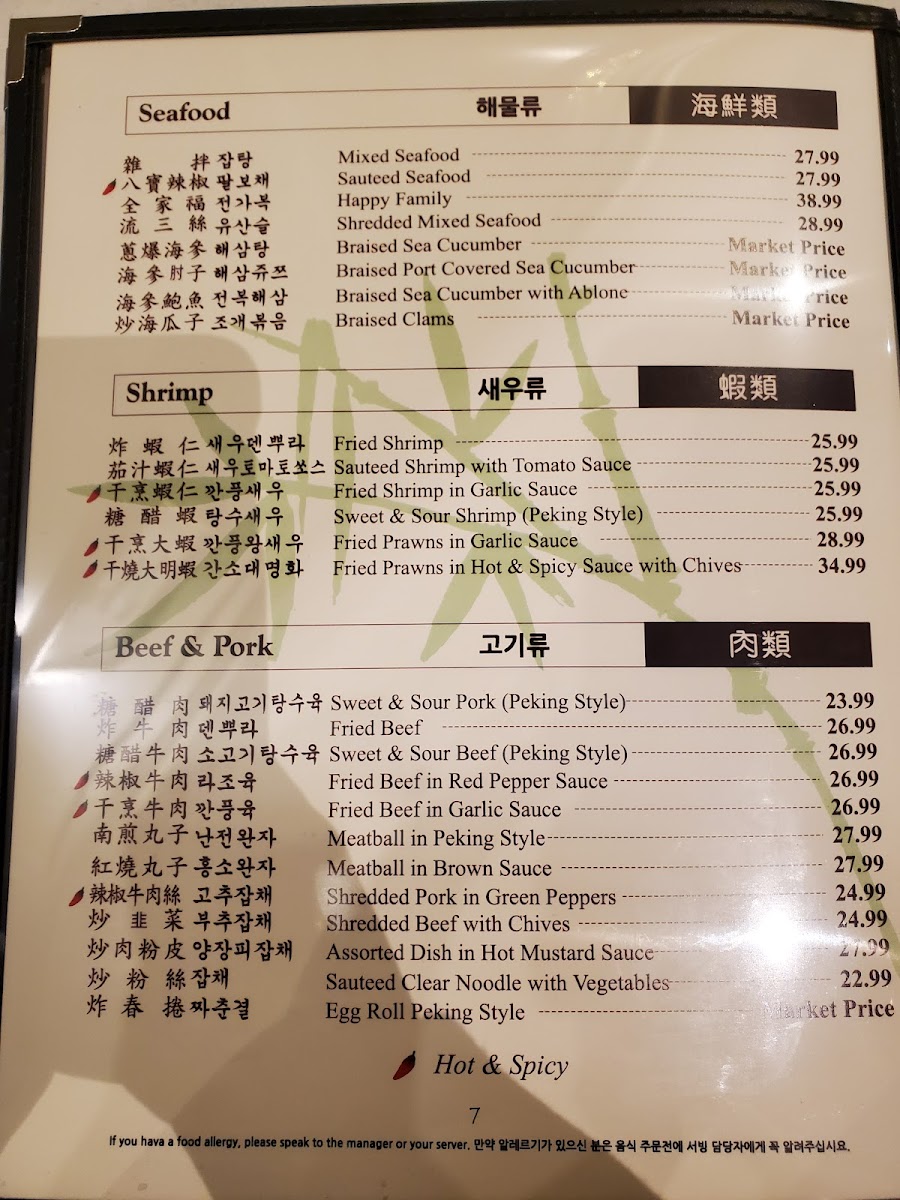 Seafood 해물류 海鮮類
雜拌 잡탕 Mixed Seafood 27.99
八寶辣椒 팔보채 Sauteed Seafood 27.99
全家福 전가복 Happy Family 38.99
流三絲 유산슬 Shredded Mixed Seafood 28.99
蔥爆海參 해삼탕 Braised Sea Cucumber Market Price
海參肘子 해삼쥬쯔 Braised Port Covered Sea Cucumber Market Price
海參鮑魚 전복해삼 Braised Sea Cucumber with Ablone Market Price
炒海瓜子 조개볶음 Braised Clams Market Price
Shrimp 새우류 蝦類
炸蝦仁 새우덴뿌라 Fried Shrimp 25.99
茄汁蝦仁 새우토마토쏘스 Sauteed Shrimp with Tomato Sauce 25.99
干烹蝦仁 깐풍새우 Fried Shrimp in Garlic Sauce 25.99
糖醋蝦 탕수새우 Sweet & Sour Shrimp (Peking Style) 25.99
干烹大蝦 깐풍왕새우 Fried Prawns in Garlic Sauce 28.99
干燒大明蝦 간소대명화 Fried Prawns in Hot & Spicy Sauce with Chives 34.99
Beef & Pork 고기류 肉類
糖醋肉 돼지고기탕수육 Sweet & Sour Pork (Peking Style) 23.99
炸牛肉 덴뿌라 Fried Beef 26.99
糖醋牛肉 소고기탕수육 Sweet & Sour Beef (Peking Style) 26.99
辣椒牛肉 라조육 Fried Beef in Red Pepper Sauce 26.99
干烹牛肉 깐풍육 Fried Beef in Garlic Sauce 26.99
南煎丸子 난전완자 Meatball in Peking Style 27.99
紅燒丸子 홍소완자 Meatball in Brown Sauce 27.99
辣椒牛肉絲 고추잡채 Shredded Pork in Green Peppers 24.99
炒韭菜 부추잡채 Shredded Beef with Chives 24.99
炒肉粉皮 양장피잡채 Assorted Dish in Hot Mustard Sauce 27.99
炒粉絲 잡채 Sauteed Clear Noodle with Vegetables 22.99
炸春捲 짜춘결 Egg Roll Peking Style Market Price
Hot & Spicy
7
If you hava a food allergy, please speak to the manager or your server. 만약 알레르기가 있으신 분은 음식 주문전에 서빙 담당자에게 꼭 알려주십시요.